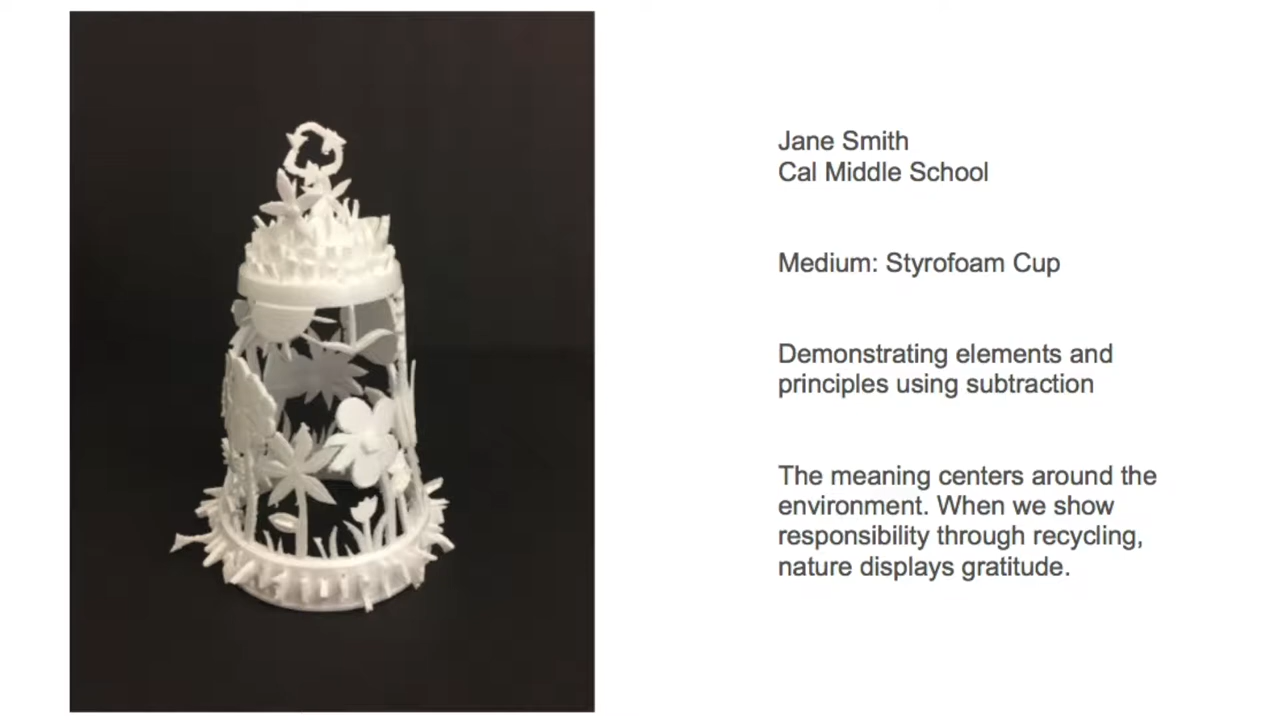 Jane Smith
Cal Middle School
Medium: Styrofoam Cup
Demonstrating elements and
principles using subtraction
The meaning centers around the
environment. When we show
responsibility through recycling,
nature displays gratitude.